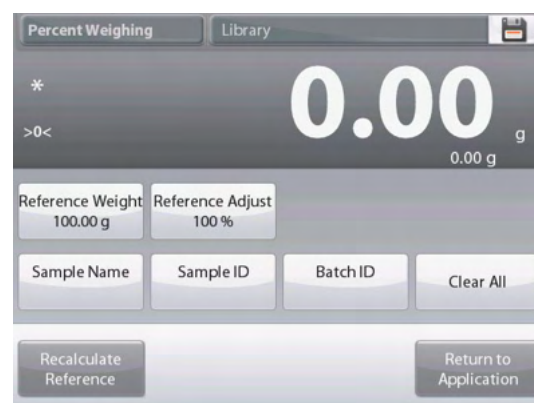 Percent Weighing
Library
*
>0<
0.00 g
0.00 g
Reference Weight
100.00 g
Reference Adjust
100 %
Sample Name
Sample ID
Batch ID
Clear All
Recalculate
Reference
Return to
Application